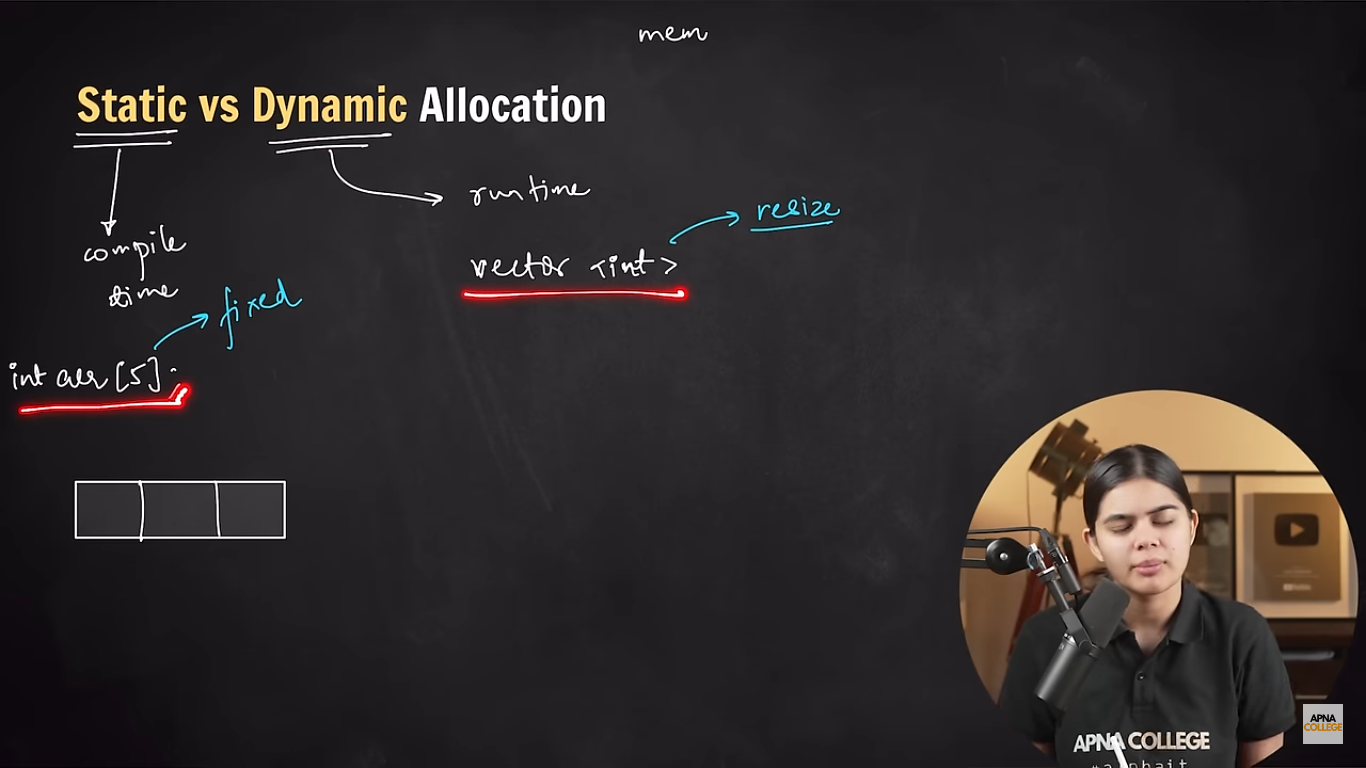 mem
Static vs Dynamic Allocation
runtime
resize
compile
time
vector <int>
fixed
int arr [5];
APNA COLLEGE
APNA
COLLEGE